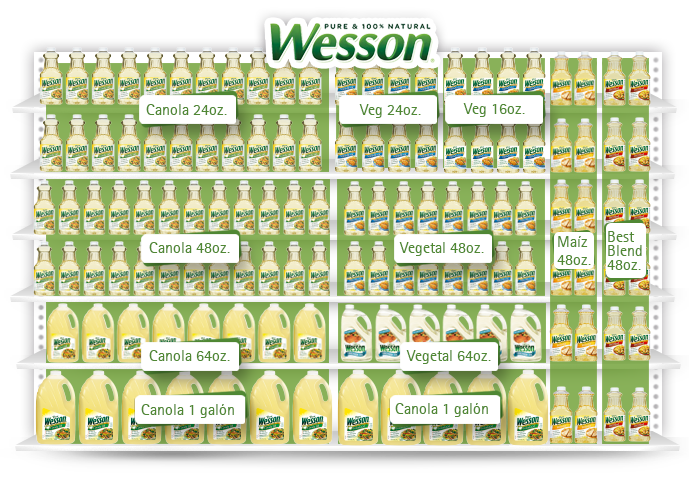 PURE & 100% NATURAL
Wesson
Canola 24oz.
Veg 24oz.
Veg 16oz.
Canola 48oz.
Vegetal 48oz.
Maíz
48oz.
Best
Blend
48oz.
Canola 64oz.
Vegetal 64oz.
Canola 1 galón
Canola 1 galón